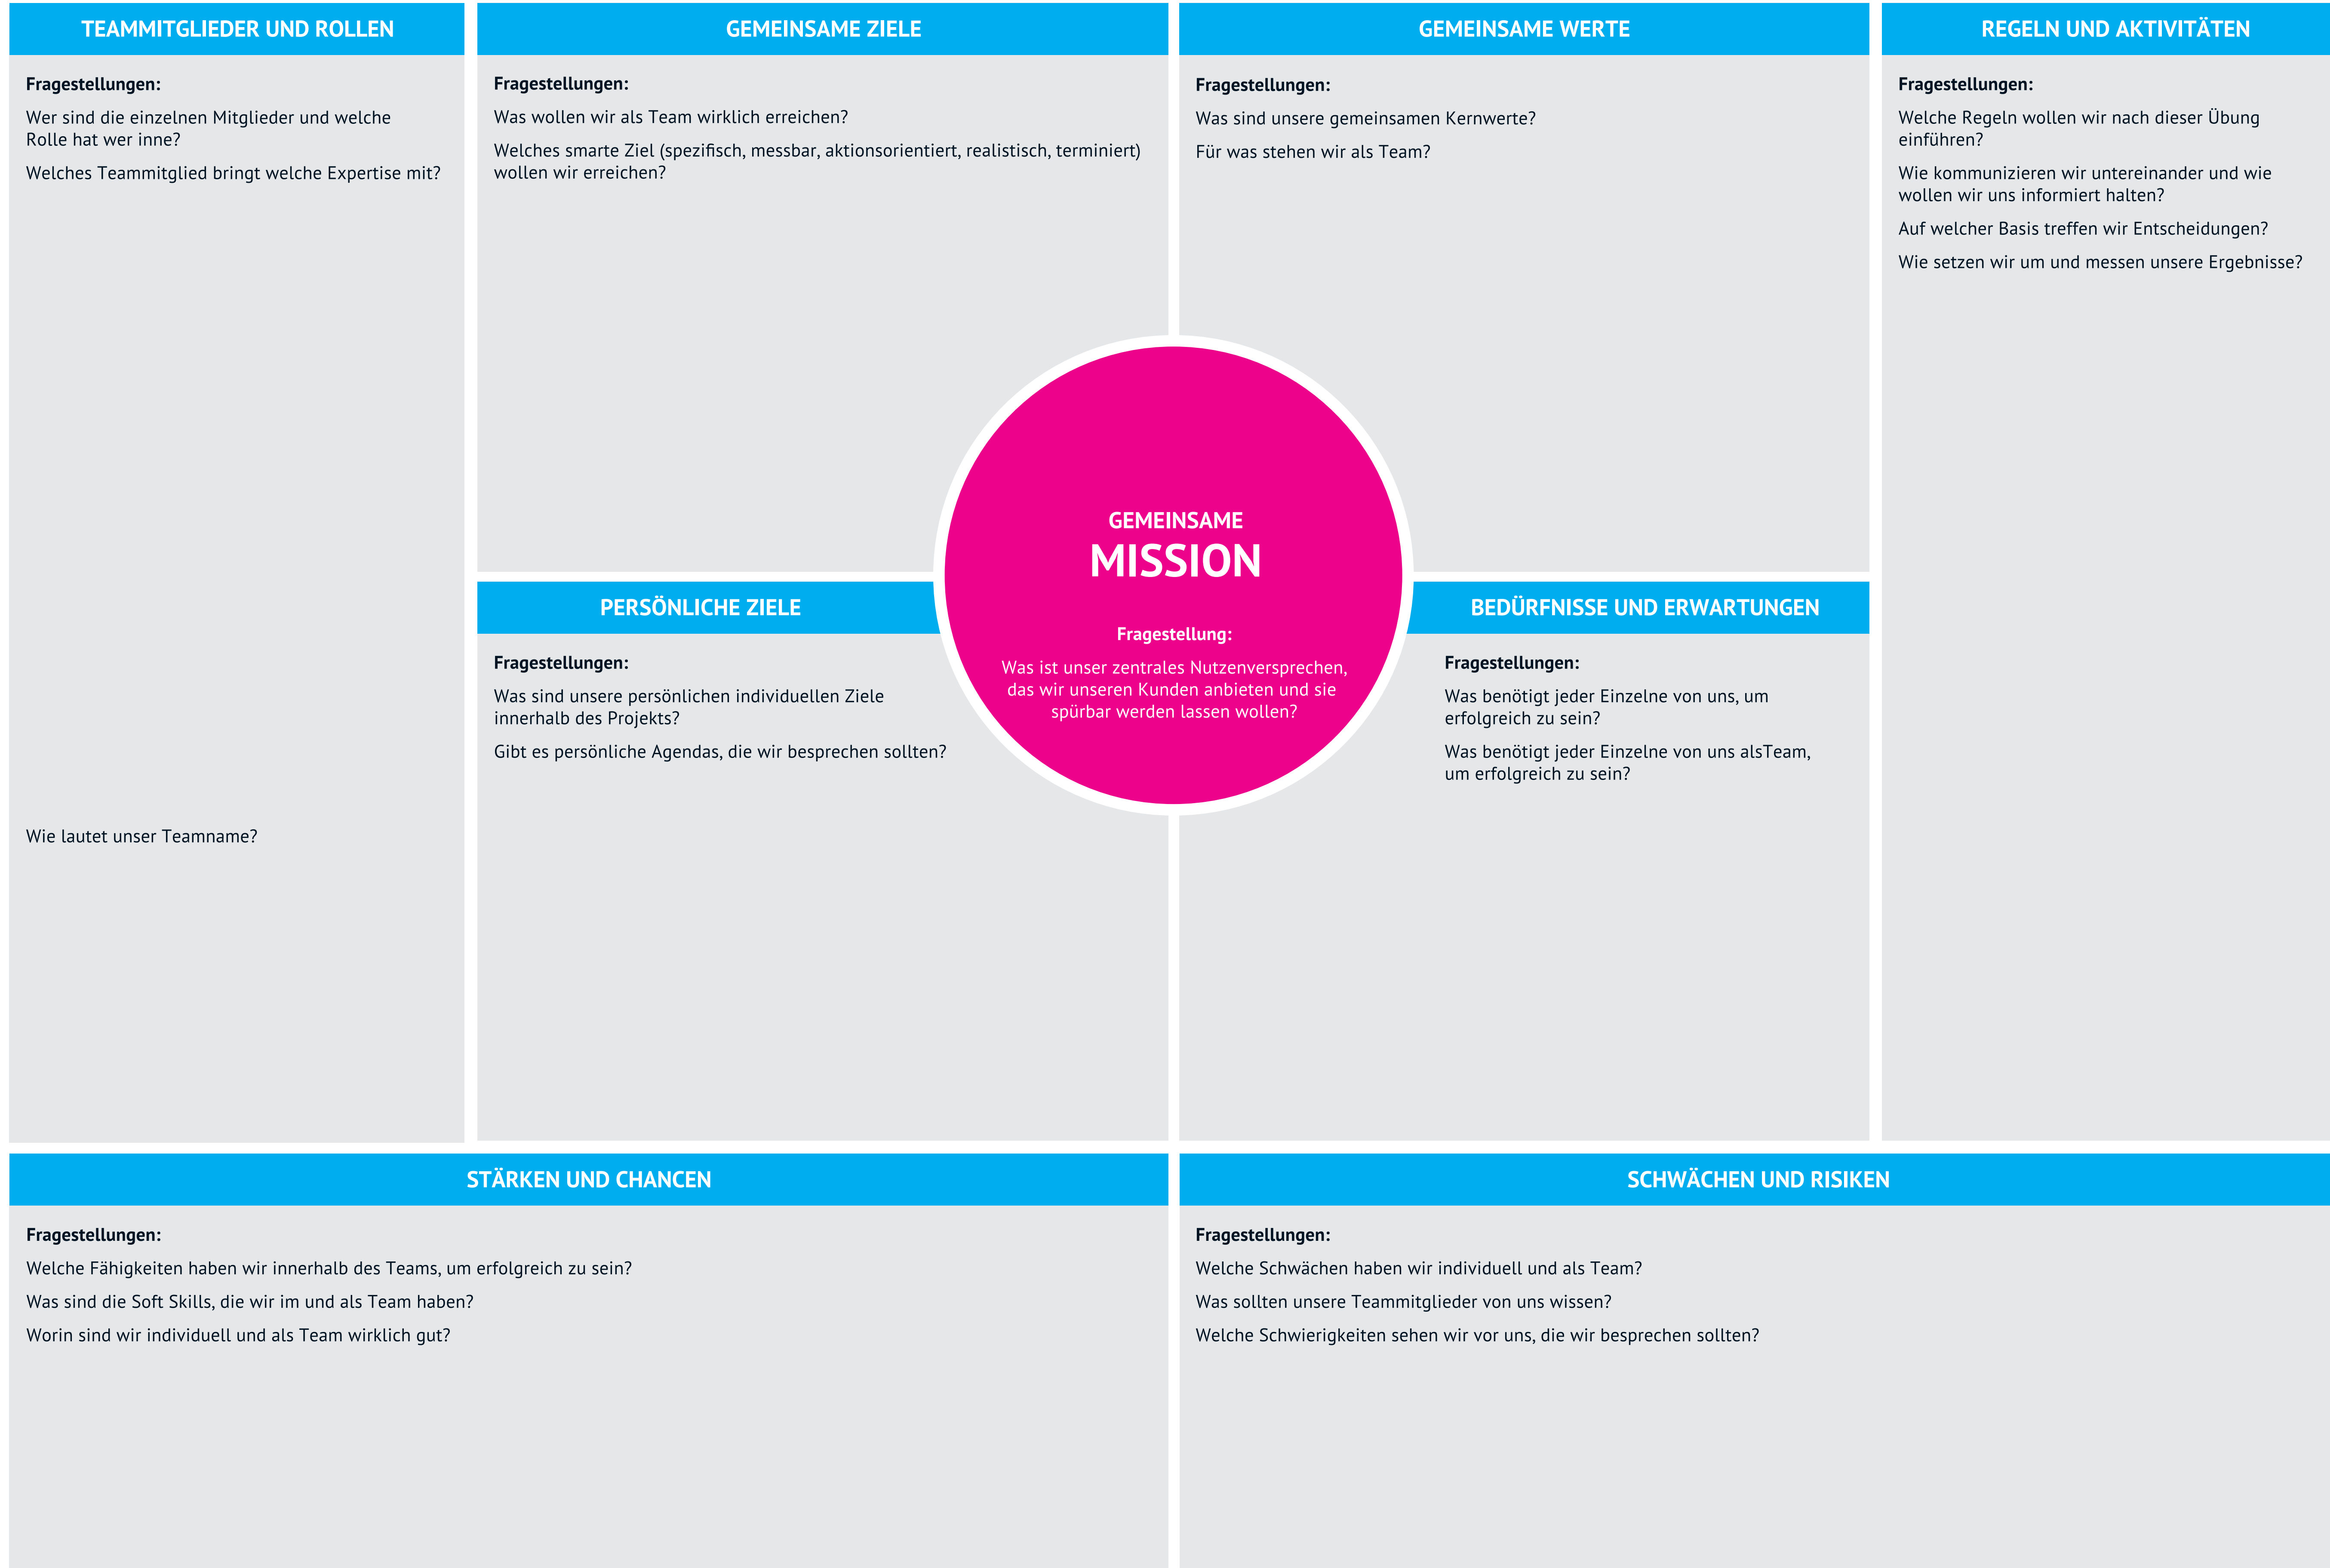 TEAMMITGLIEDER UND ROLLEN
Fragestellungen:
Wer sind die einzelnen Mitglieder und welche
Rolle hat wer inne?
Welches Teammitglied bringt welche Expertise mit?
Wie lautet unser Teamname?
GEMEINSAME ZIELE
Fragestellungen:
Was wollen wir als Team wirklich erreichen?
Welches smarte Ziel (spezifisch, messbar, aktionsorientiert, realistisch, terminiert)
wollen wir erreichen?
GEMEINSAME WERTE
Fragestellungen:
Was sind unsere gemeinsamen Kernwerte?
Für was stehen wir als Team?
REGELN UND AKTIVITÄTEN
Fragestellungen:
Welche Regeln wollen wir nach dieser Übung
einführen?
Wie kommunizieren wir untereinander und wie
wollen wir uns informiert halten?
Auf welcher Basis treffen wir Entscheidungen?
Wie setzen wir um und messen unsere Ergebnisse?
GEMEINSAME
MISSION
Fragestellung:
Was ist unser zentrales Nutzenversprechen,
das wir unseren Kunden anbieten und sie
spürbar werden lassen wollen?
PERSÖNLICHE ZIELE
Fragestellungen:
Was sind unsere persönlichen individuellen Ziele
innerhalb des Projekts?
Gibt es persönliche Agendas, die wir besprechen sollten?
BEDÜRFNISSE UND ERWARTUNGEN
Fragestellungen:
Was benötigt jeder Einzelne von uns, um
erfolgreich zu sein?
Was benötigt jeder Einzelne von uns alsTeam,
um erfolgreich zu sein?
STÄRKEN UND CHANCEN
Fragestellungen:
Welche Fähigkeiten haben wir innerhalb des Teams, um erfolgreich zu sein?
Was sind die Soft Skills, die wir im und als Team haben?
Worin sind wir individuell und als Team wirklich gut?
SCHWÄCHEN UND RISIKEN
Fragestellungen:
Welche Schwächen haben wir individuell und als Team?
Was sollten unsere Teammitglieder von uns wissen?
Welche Schwierigkeiten sehen wir vor uns, die wir besprechen sollten?